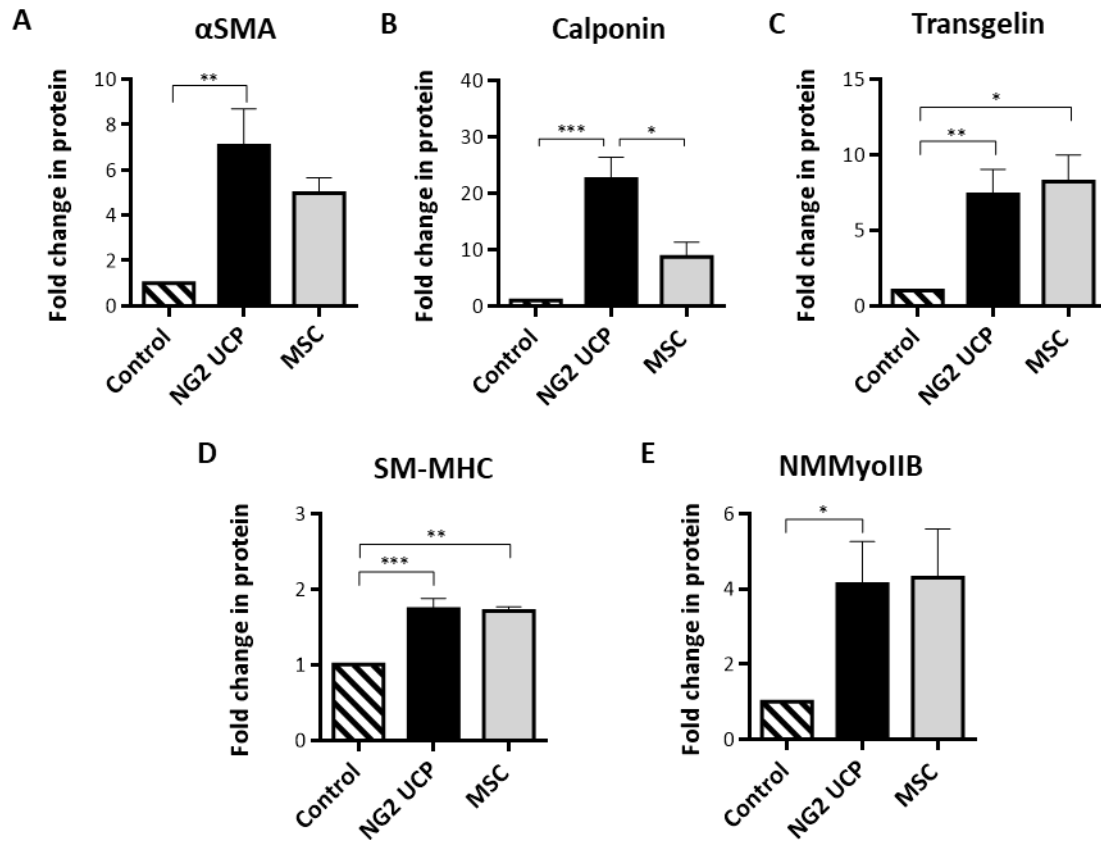 A
αSMA
Fold change in protein
10
8
6
4
2
0
**
Control
NG2 UCP
MSC
B
Calponin
Fold change in protein
40
30
20
10
0
***
*
Control
NG2 UCP
MSC
C
Transgelin
Fold change in protein
15
10
5
0
*
**
Control
NG2 UCP
MSC
D
SM-MHC
Fold change in protein
3
2
1
0
**
***
Control
NG2 UCP
MSC
E
NMMyoIIB
Fold change in protein
6
4
2
0
*
Control
NG2 UCP
MSC